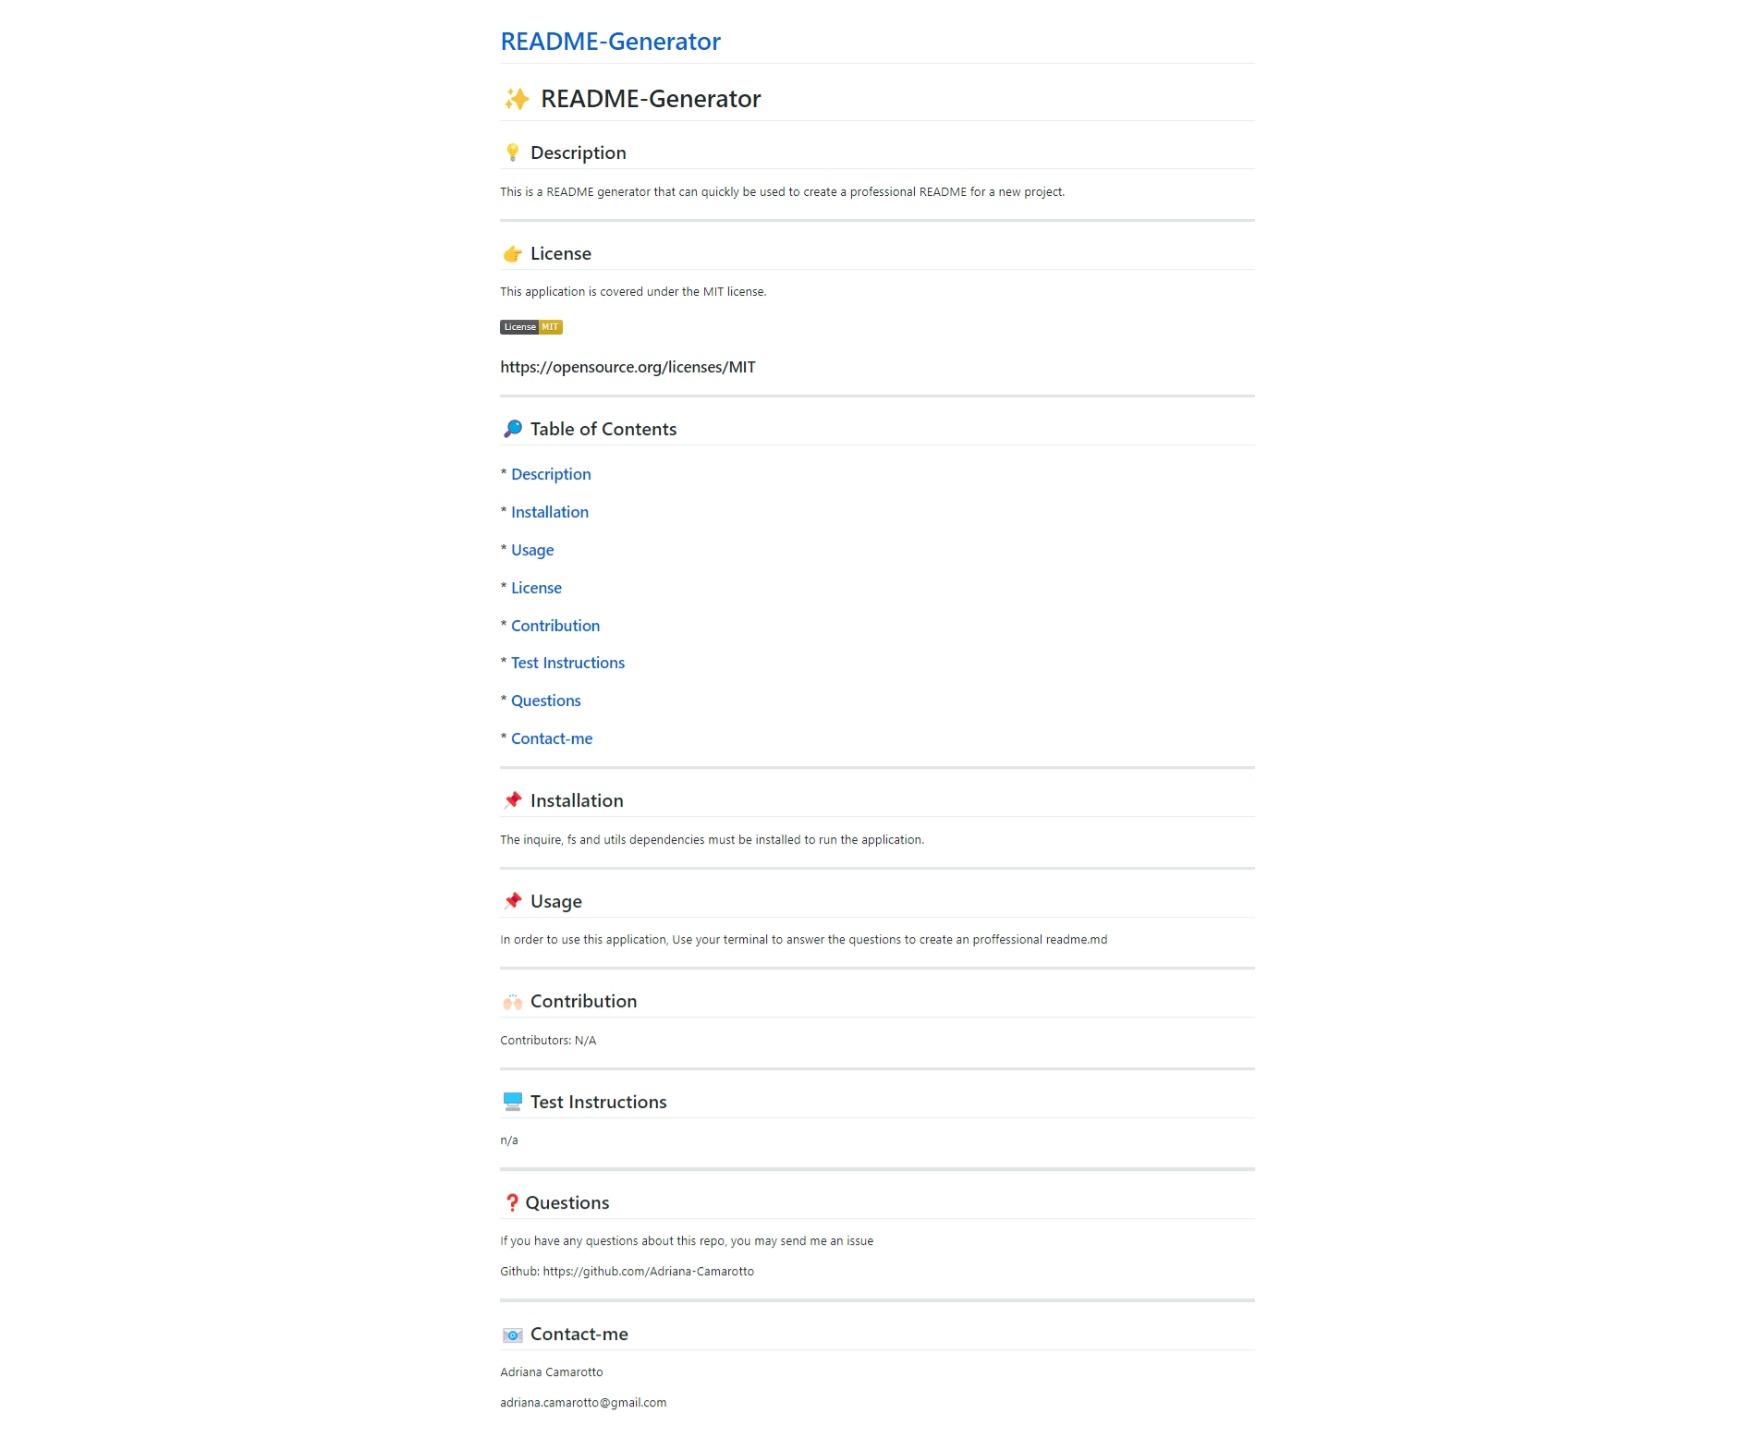 README-Generator
✨ README-Generator
💡 Description
This is a README generator that can quickly be used to create a professional README for a new project.
👉 License
This application is covered under the MIT license.
License MIT
https://opensource.org/licenses/MIT
🔎 Table of Contents
* Description
* Installation
* Usage
* License
* Contribution
* Test Instructions
* Questions
* Contact-me
📌 Installation
The inquire, fs and utils dependencies must be installed to run the application.
📌 Usage
In order to use this application, Use your terminal to answer the questions to create an proffessional readme.md
🙌🏻 Contribution
Contributors: N/A
🖥️ Test Instructions
n/a
❓ Questions
If you have any questions about this repo, you may send me an issue
Github: https://github.com/Adriana-Camarotto
📧 Contact-me
Adriana Camarotto
adriana.camarotto@gmail.com